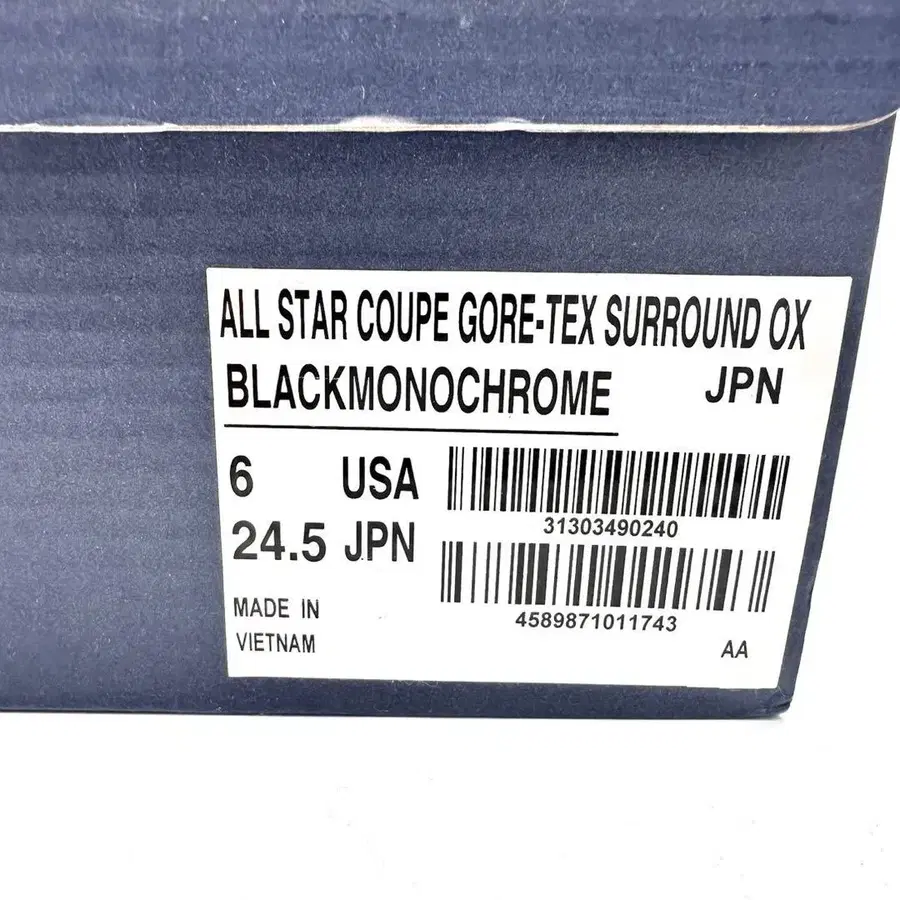 ALL STAR COUPE GORE-TEX SURROUND OX
BLACKMONOCHROME JPN
6 USA
24.5 JPN
31303490240
4589871011743
MADE IN
VIETNAM
AA